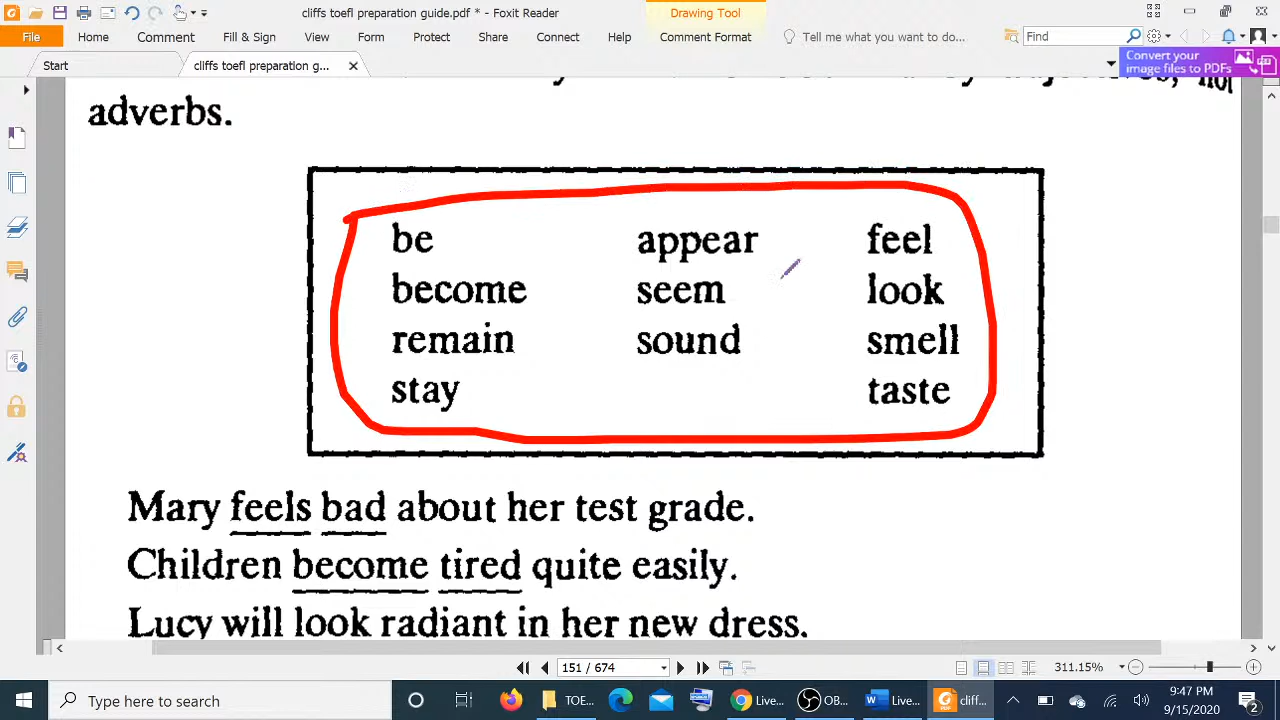 cliffs toefl preparation guide.pdf * - Foxit Reader
Drawing Tool
File Home Comment Fill & Sign View Form Protect Share Connect Help Comment Format Tell me what you want to do... Find
Start cliffs toefl preparation g...
Convert your
image files to PDFs
adverbs.
be appear feel
become seem look
remain sound smell
stay taste
Mary feels bad about her test grade.
Children become tired quite easily.
Lucy will look radiant in her new dress.
151 / 674
311.15%
Type here to search
TOE...
Live...
OB...
Live...
cliff...
9:47 PM
9/15/2020
2